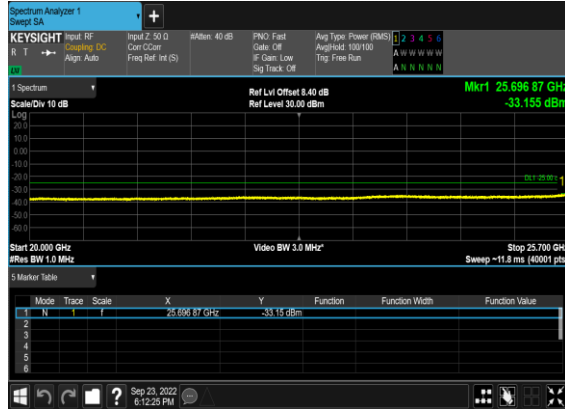 Spectrum Analyzer 1
Swept SA
KEYSIGHT Input: RF Input Z: 50 Ω #Atten: 40 dB PNO: Fast Avg Type: Power (RMS) 1 2 3 4 5 6
R T Coupling: DC Corr CCorr Gate: Off Avg|Hold: 100/100 A W W W W W
Align: Auto Freq Ref: Int (S) IF Gain: Low Trig: Free Run
LV Sig Track: Off A N N N N N
1 Spectrum Ref Lvl Offset 8.40 dB Mkr1 25.696 87 GHz
Scale/Div 10 dB Ref Level 30.00 dBm -33.155 dBm
Log
20.0
10.0
0.00
-10.0
-20.0 DL1 -25.00 1
-30.0
-40.0
-50.0
-60.0
Start 20.000 GHz Video BW 3.0 MHz* Stop 25.700 GHz
#Res BW 1.0 MHz Sweep ~11.8 ms (40001 pts
5 Marker Table
Mode Trace Scale X Y Function Function Width Function Value
1 N 1 f 25.696 87 GHz -33.15 dBm
2
3
4
5
6
? Sep 23, 2022
6:12:25 PM